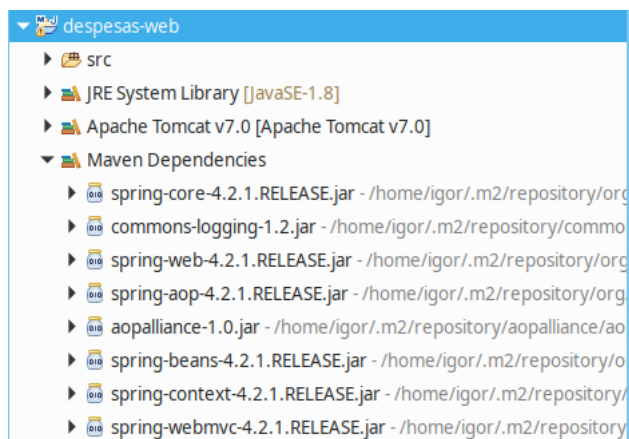 despesas-web
src
JRE System Library [JavaSE-1.8]
Apache Tomcat v7.0 [Apache Tomcat v7.0]
Maven Dependencies
spring-core-4.2.1.RELEASE.jar - /home/igor/.m2/repository/org
commons-logging-1.2.jar - /home/igor/.m2/repository/commo
spring-web-4.2.1.RELEASE.jar - /home/igor/.m2/repository/org
spring-aop-4.2.1.RELEASE.jar - /home/igor/.m2/repository/org
aopalliance-1.0.jar - /home/igor/.m2/repository/aopalliance/ao
spring-beans-4.2.1.RELEASE.jar - /home/igor/.m2/repository/o
spring-context-4.2.1.RELEASE.jar - /home/igor/.m2/repository/
spring-webmvc-4.2.1.RELEASE.jar - /home/igor/.m2/repository